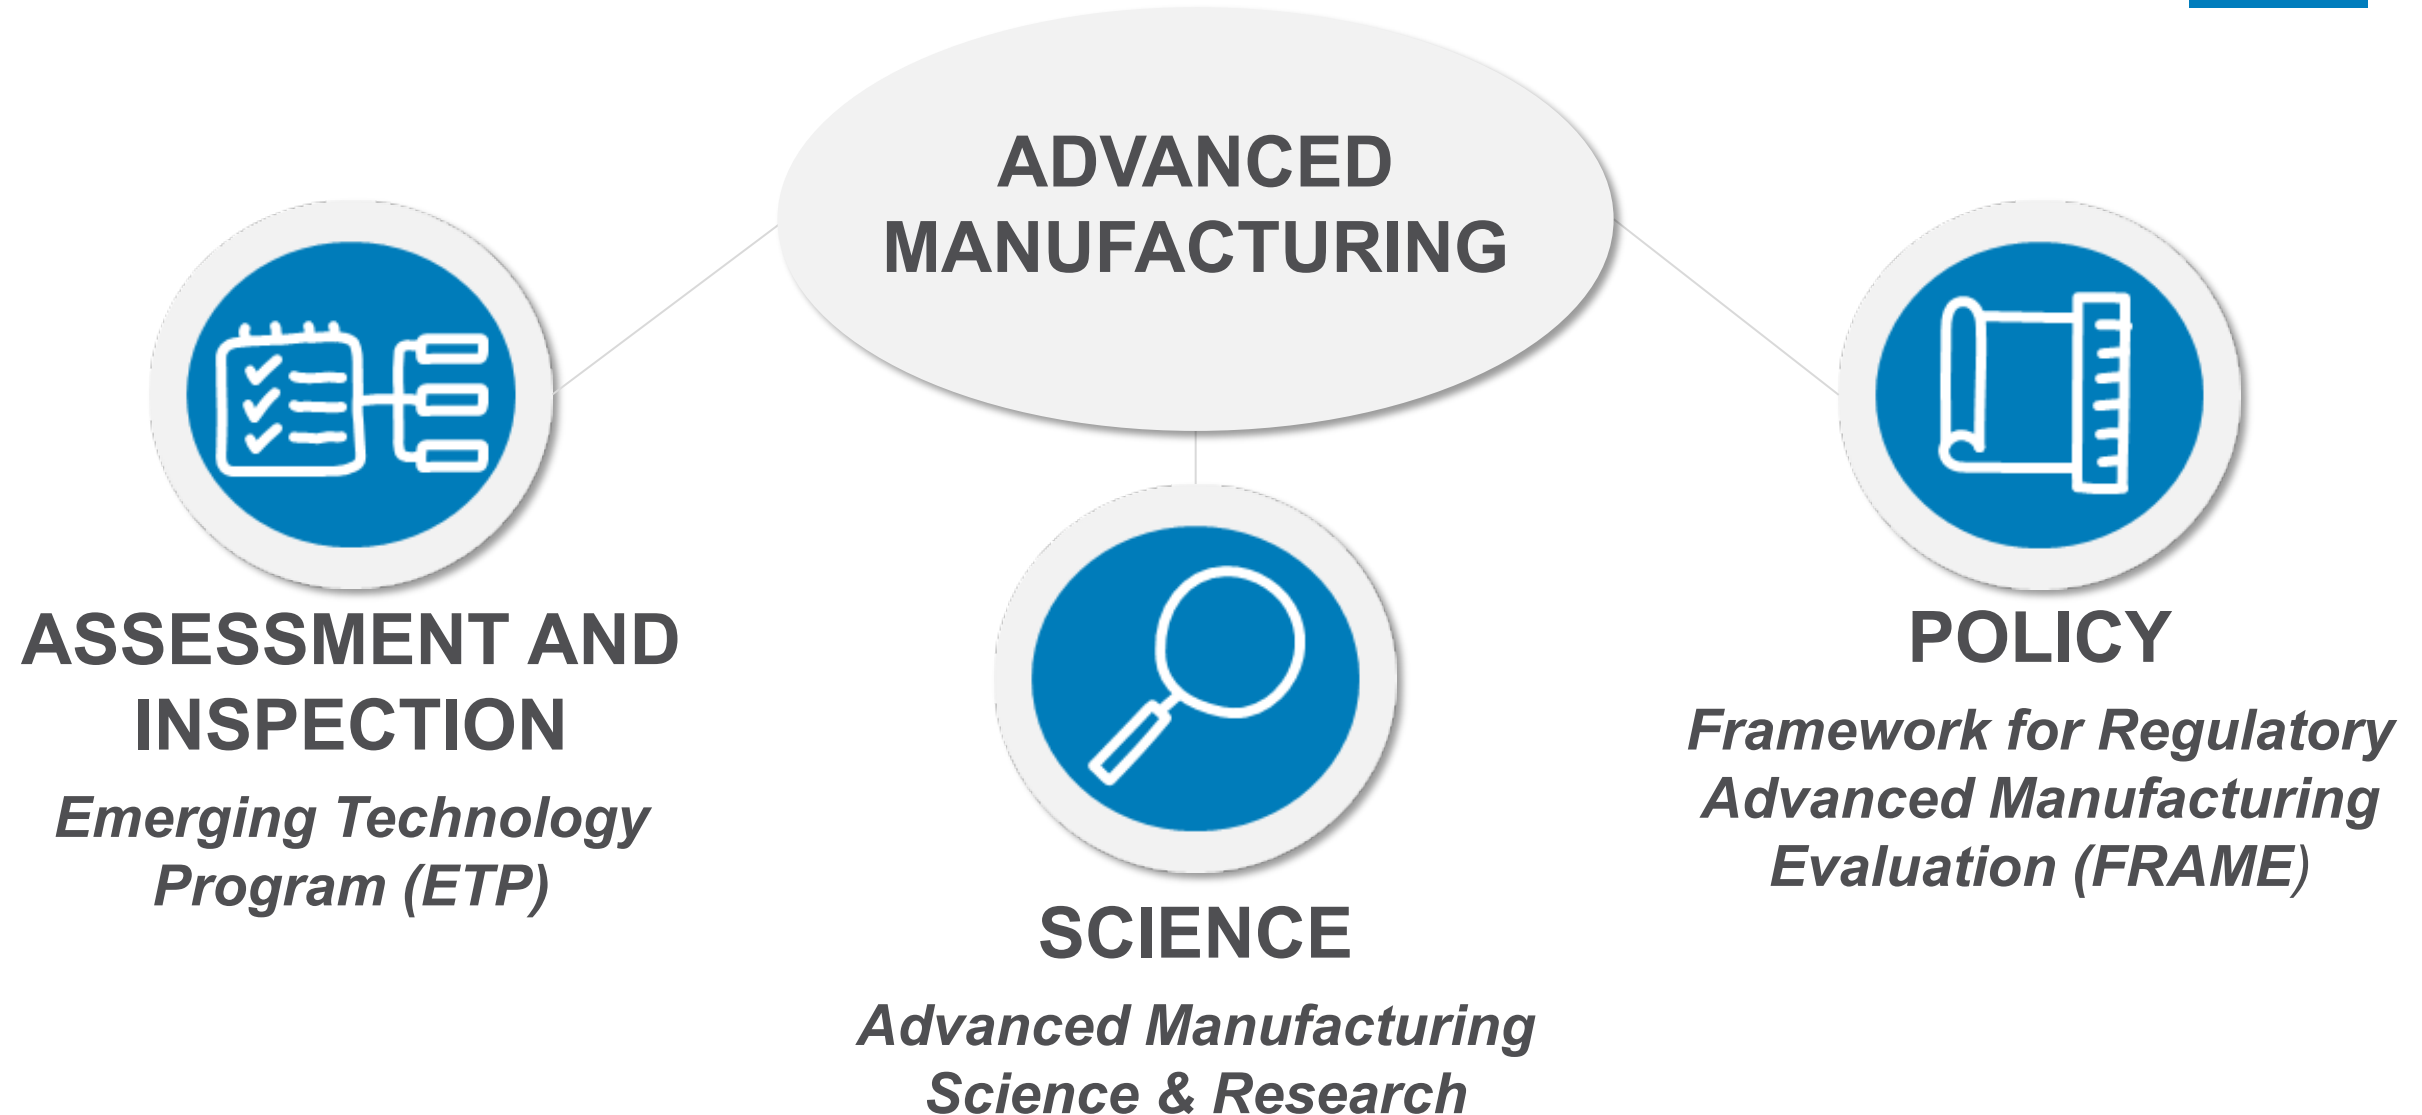 ADVANCED
MANUFACTURING
ASSESSMENT AND
INSPECTION
Emerging Technology
Program (ETP)
SCIENCE
Advanced Manufacturing
Science & Research
POLICY
Framework for Regulatory
Advanced Manufacturing
Evaluation (FRAME)